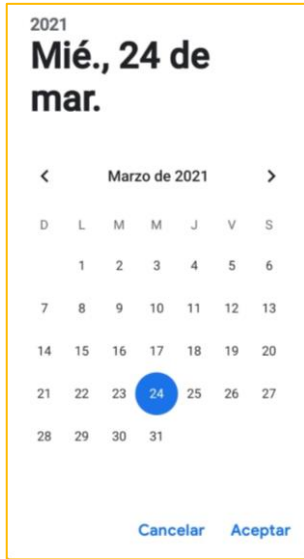 2021
Mié., 24 de
mar.
Marzo de 2021
D L M M J V S
1 2 3 4 5 6
7 8 9 10 11 12 13
14 15 16 17 18 19 20
21 22 23 24 25 26 27
28 29 30 31
Cancelar Aceptar